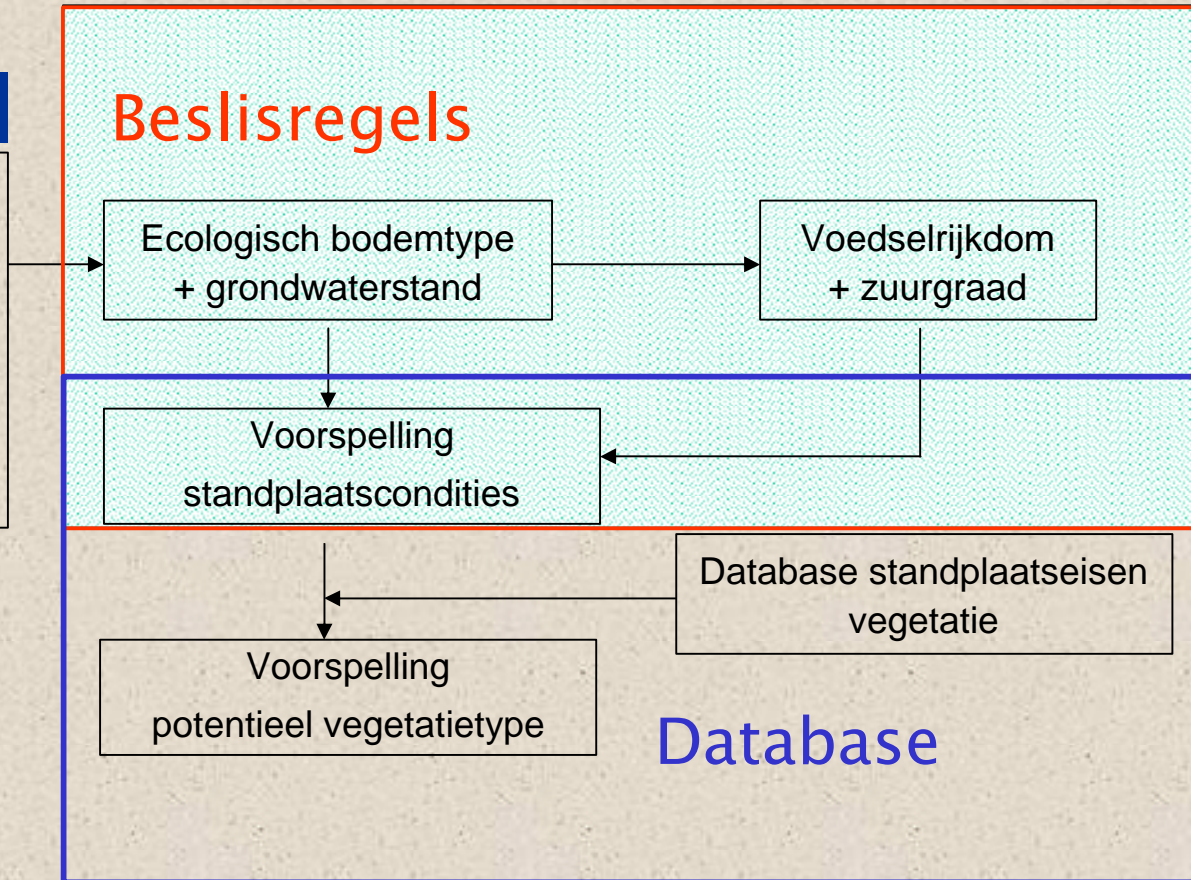 Beslisregels
Ecologisch bodemtype
+ grondwaterstand
Voedselrijkdom
+ zuurgraad
Voorspelling
standplaatscondities
Database standplaatseisen
vegetatie
Voorspelling
potentieel vegetatietype
Database